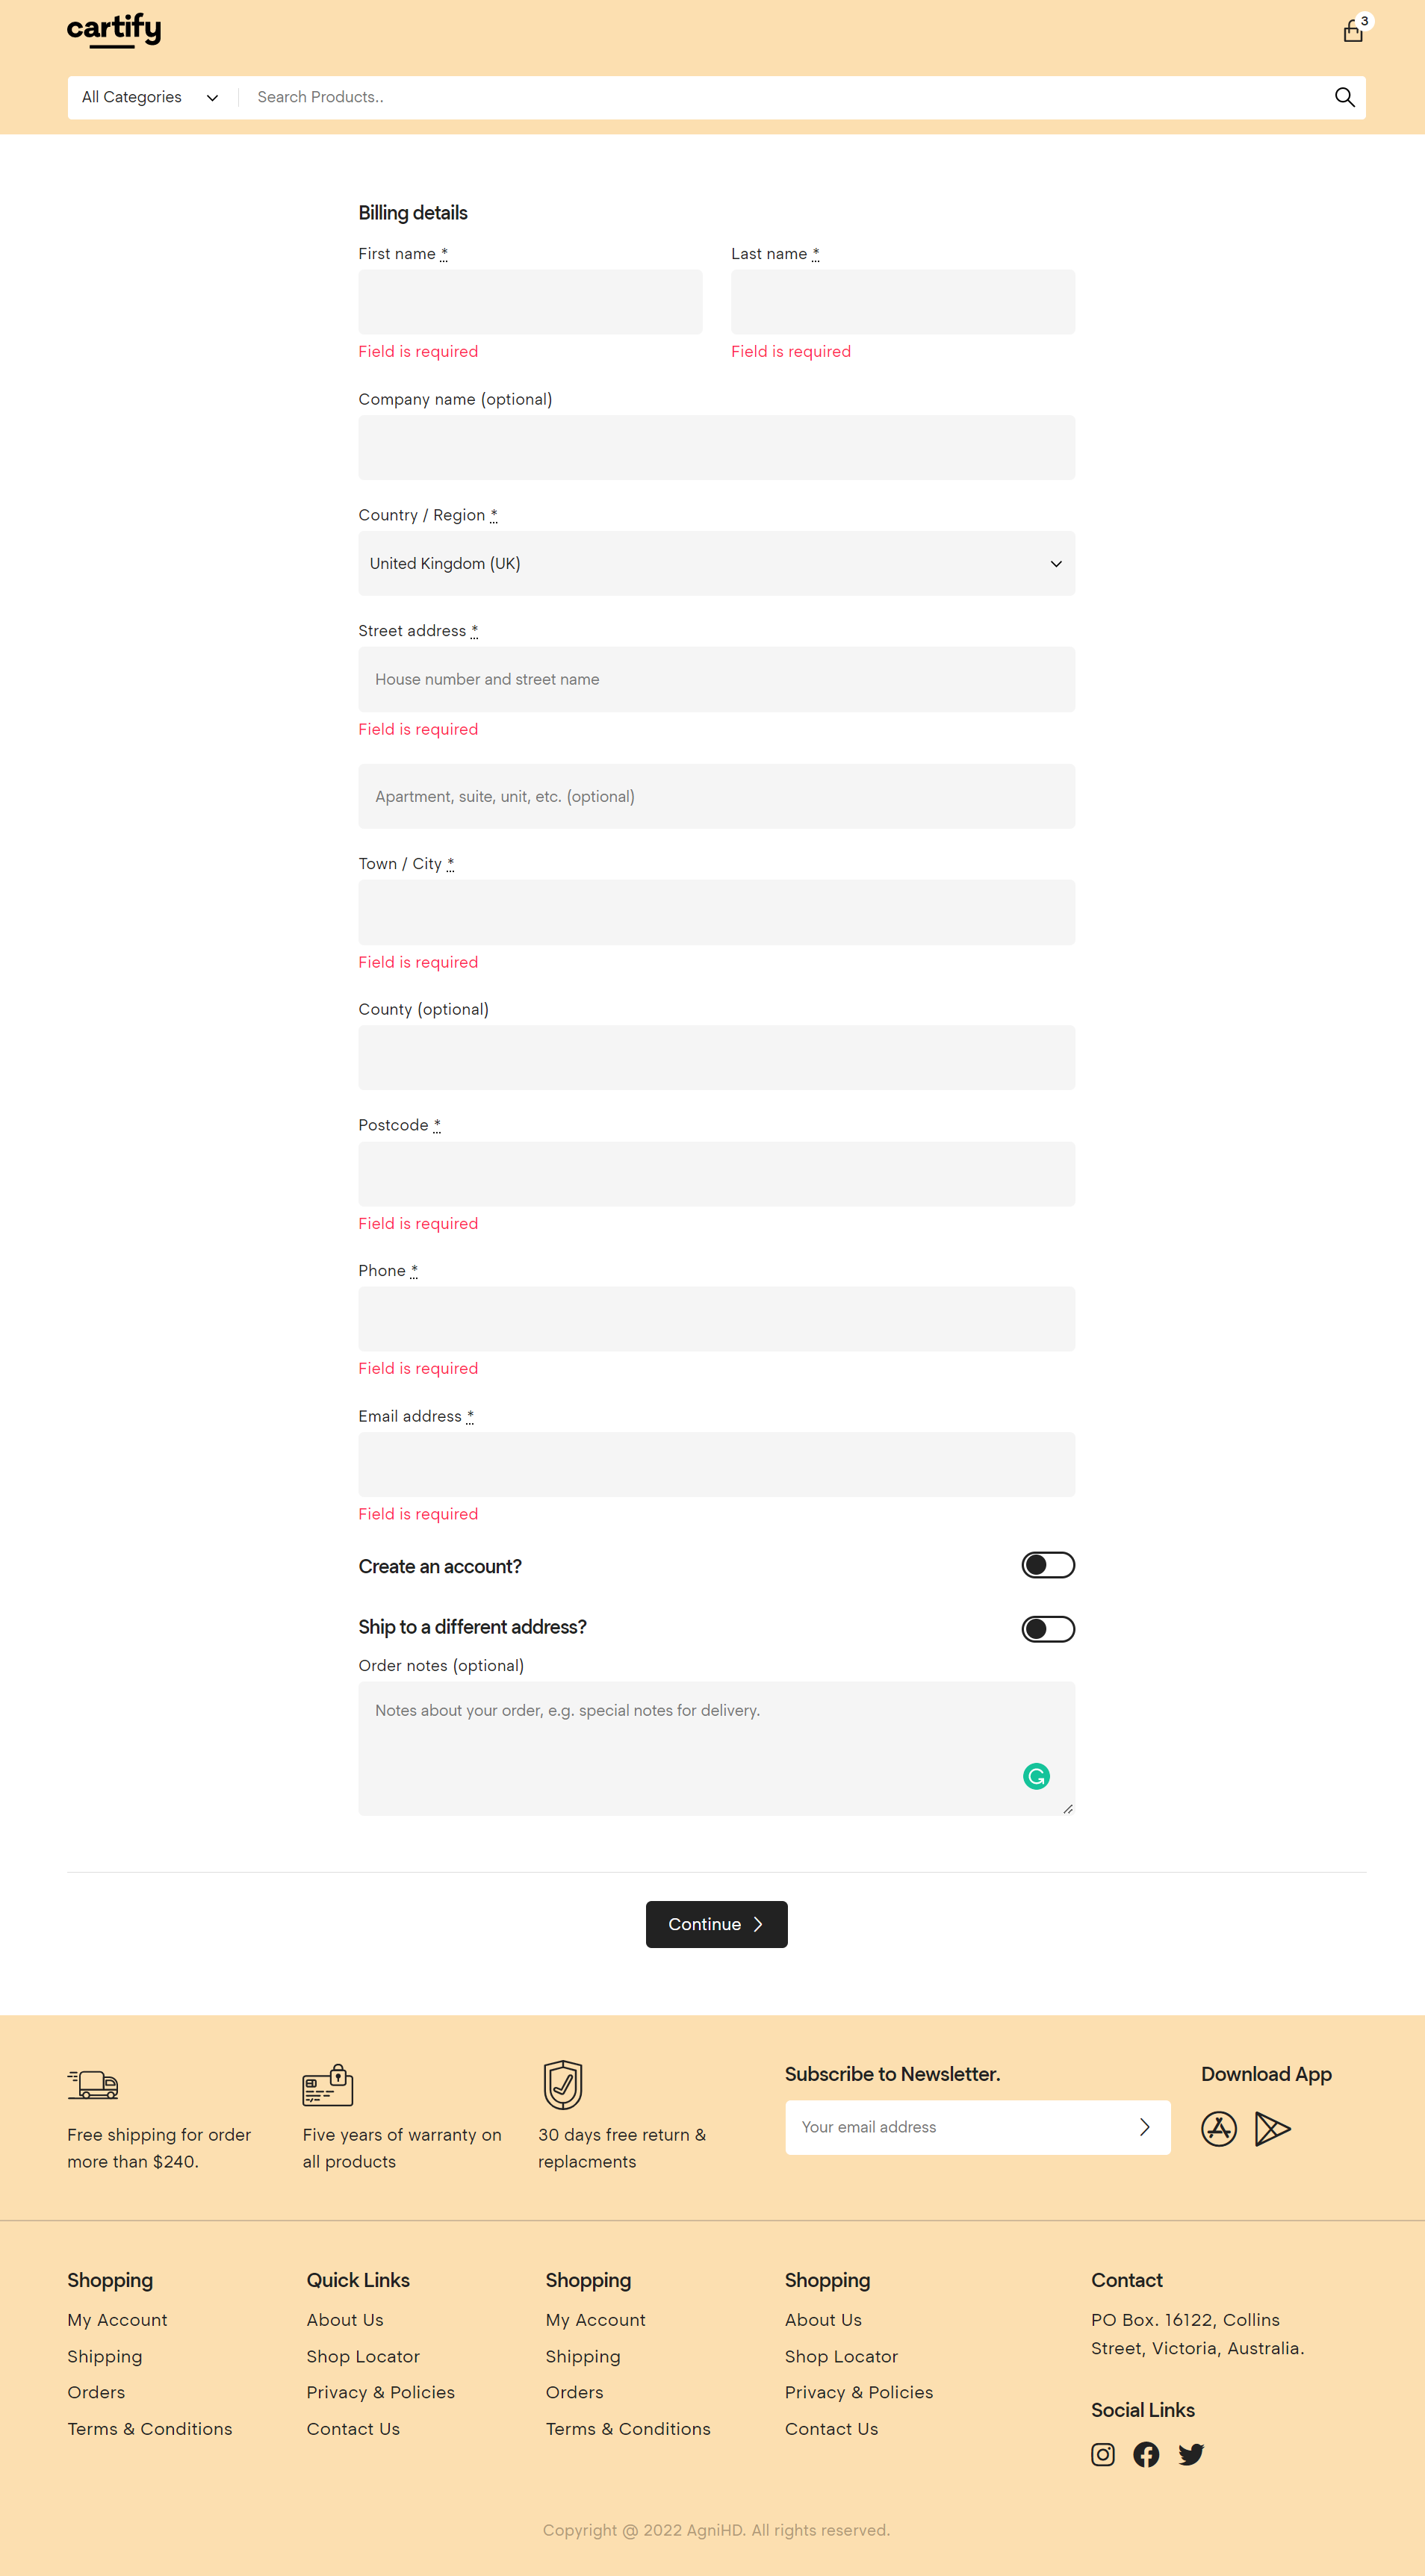 cartify
3
All Categories
Search Products..
Billing details
First name *
Last name *
Field is required
Field is required
Company name (optional)
Country / Region *
United Kingdom (UK)
Street address *
House number and street name
Field is required
Apartment, suite, unit, etc. (optional)
Town / City *
Field is required
County (optional)
Postcode *
Field is required
Phone *
Field is required
Email address *
Field is required
Create an account?
Ship to a different address?
Order notes (optional)
Notes about your order, e.g. special notes for delivery.
Continue
Free shipping for order
more than $240.
Five years of warranty on
all products
30 days free return &
replacments
Subscribe to Newsletter.
Your email address
Download App
Shopping
My Account
Shipping
Orders
Terms & Conditions
Quick Links
About Us
Shop Locator
Privacy & Policies
Contact Us
Shopping
My Account
Shipping
Orders
Terms & Conditions
Shopping
About Us
Shop Locator
Privacy & Policies
Contact Us
Contact
PO Box. 16122, Collins
Street, Victoria, Australia.
Social Links
Copyright @ 2022 AgniHD. All rights reserved.